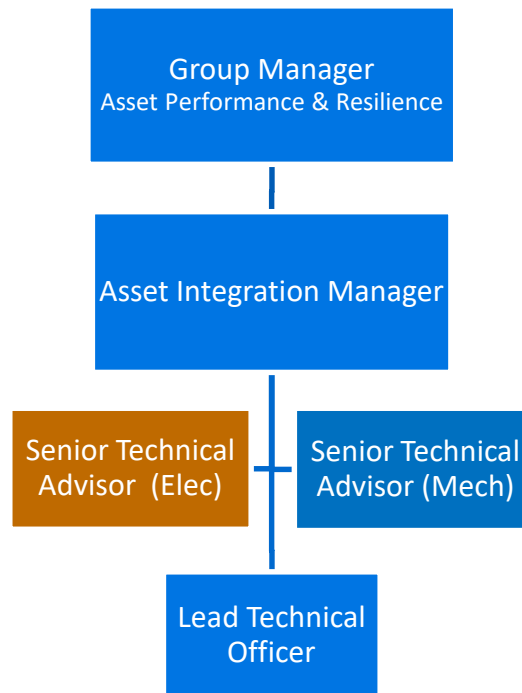 Group Manager
Asset Performance & Resilience
Asset Integration Manager
Senior Technical
Advisor  (Elec)
Senior Technical
Advisor (Mech)
Lead Technical
Officer